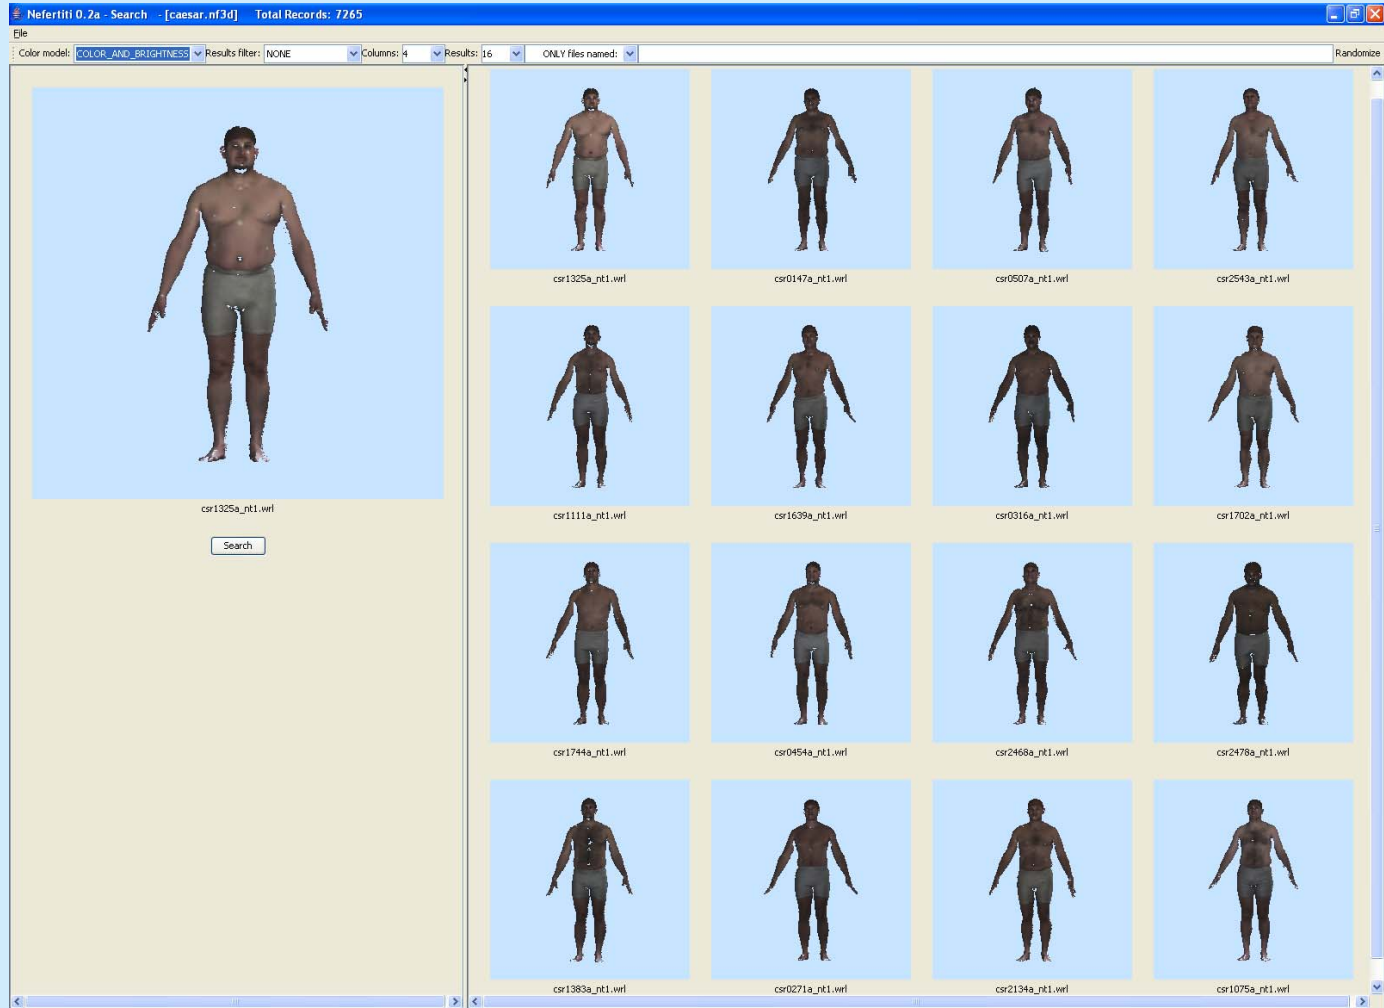 Nefertiti 0.2a - Search - [caesar.nf3d] Total Records: 7265
File
Color model: COLOR_AND_BRIGHTNESS Results filter: NONE Columns: 4 Results: 16 ONLY files named: Randomize
csr1325a_nt1.wrl
Search
csr1325a_nt1.wrl csr0147a_nt1.wrl csr0507a_nt1.wrl csr2543a_nt1.wrl
csr1111a_nt1.wrl csr1639a_nt1.wrl csr0316a_nt1.wrl csr1702a_nt1.wrl
csr1744a_nt1.wrl csr0454a_nt1.wrl csr2468a_nt1.wrl csr2478a_nt1.wrl
csr1383a_nt1.wrl csr0271a_nt1.wrl csr2134a_nt1.wrl csr1075a_nt1.wrl